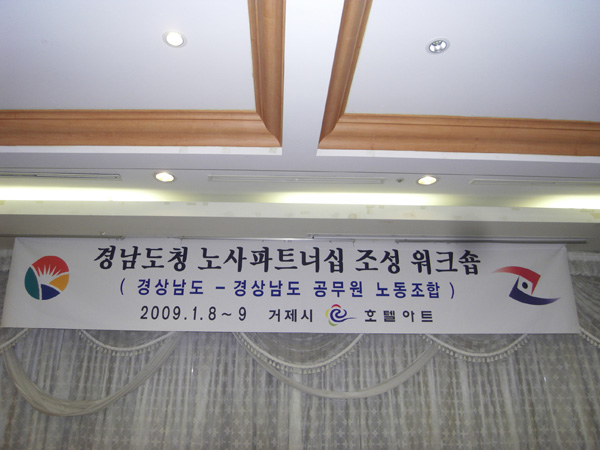 경남도청 노사파트너십 조성 워크숍
( 경상남도 - 경상남도 공무원 노동조합 )
2009.1.8~9 거제시 호텔아트